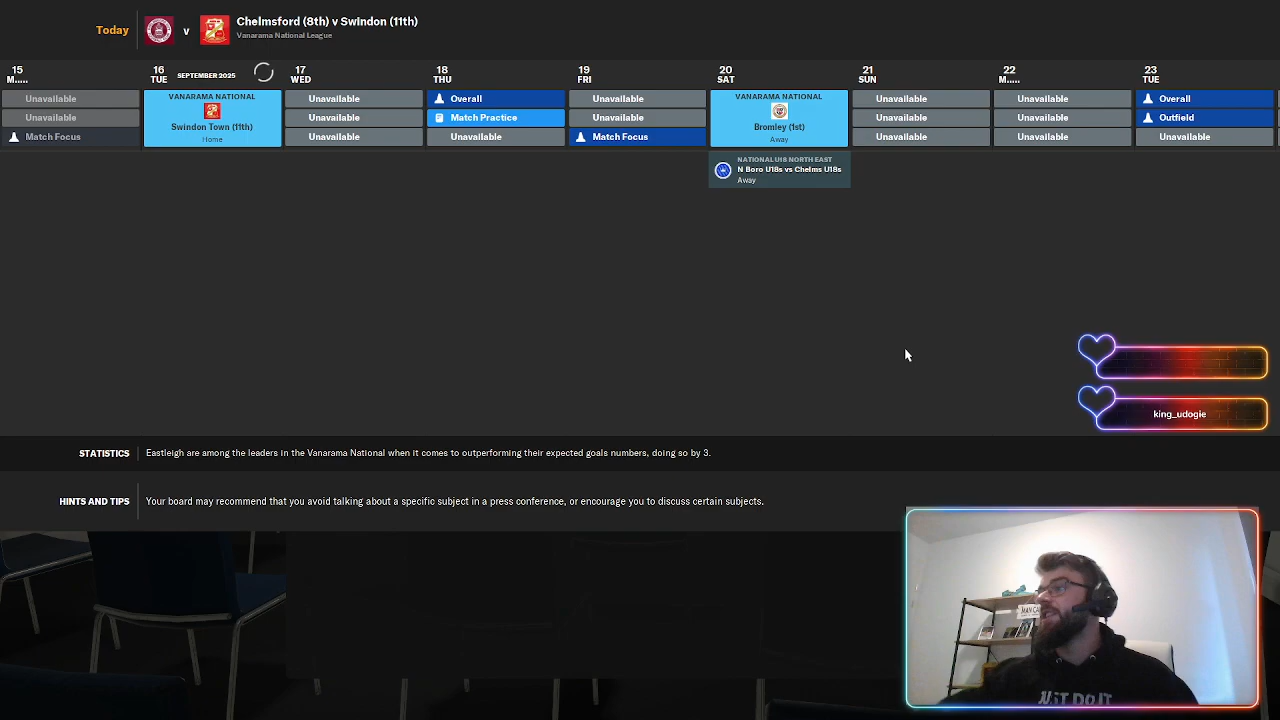 Today
v
Chelmsford (8th) v Swindon (11th)
Vanarama National League
15
M.....
16
TUE
SEPTEMBER 2025
17
WED
18
THU
19
FRI
20
SAT
21
SUN
22
M.....
23
TUE
Unavailable
Unavailable
Match Focus
VANARAMA NATIONAL
Swindon Town (11th)
Home
Unavailable
Unavailable
Unavailable
Overall
Match Practice
Unavailable
Unavailable
Unavailable
Match Focus
VANARAMA NATIONAL
Bromley (1st)
Away
NATIONAL U18 NORTH EAST
N Boro U18s vs Chelms U18s
Away
Unavailable
Unavailable
Unavailable
Unavailable
Unavailable
Unavailable
Overall
Outfield
Unavailable
king_udogie
STATISTICS
Eastleigh are among the leaders in the Vanarama National when it comes to outperforming their expected goals numbers, doing so by 3.
HINTS AND TIPS
Your board may recommend that you avoid talking about a specific subject in a press conference, or encourage you to discuss certain subjects.
JUST DO IT